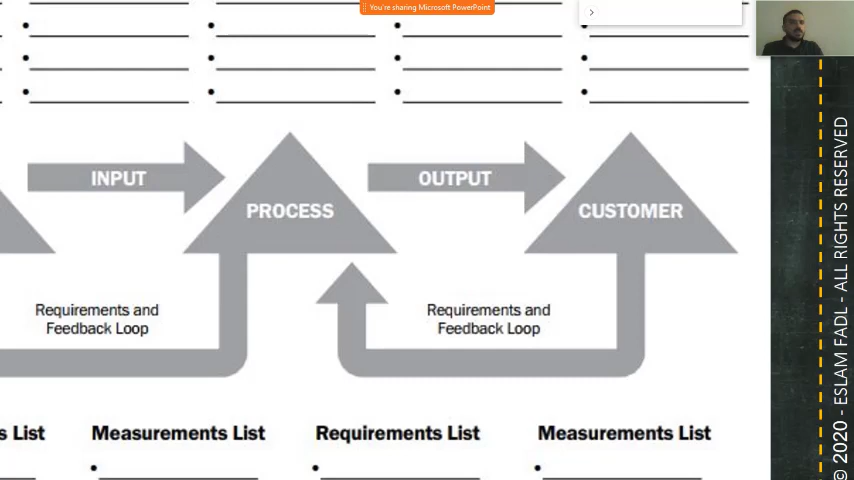 You're sharing Microsoft PowerPoint
INPUT
PROCESS
OUTPUT
CUSTOMER
Requirements and
Feedback Loop
Requirements and
Feedback Loop
s List
Measurements List
Requirements List
Measurements List
© 2020 - ESLAM FADL - ALL RIGHTS RESERVED